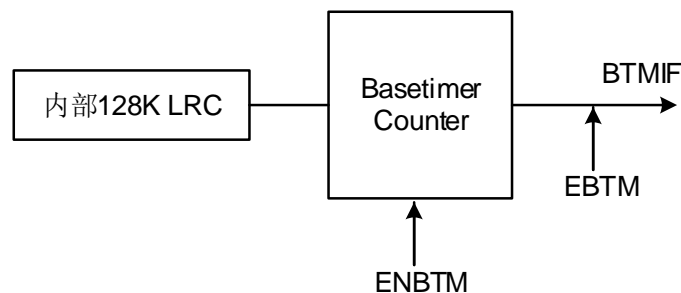 内部128K LRC
Basetimer
Counter
BTMIF
EBTM
ENBTM